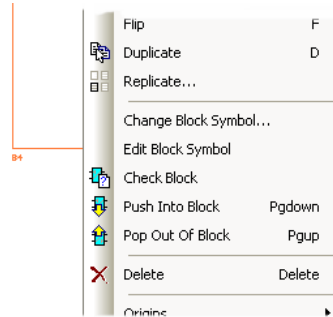 Flip F
Duplicate D
Replicate...
Change Block Symbol...
Edit Block Symbol
Check Block
Push Into Block Pgdown
Pop Out Of Block Pgup
Delete Delete
Origins